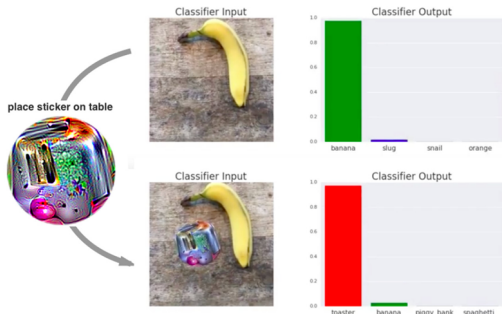 Classifier Input
Classifier Output
1.0
0.8
0.6
0.4
0.2
0.0
banana slug snail orange
place sticker on table
Classifier Input
Classifier Output
1.0
0.8
0.6
0.4
0.2
0.0
toaster banana piggy_bank spaghetti_